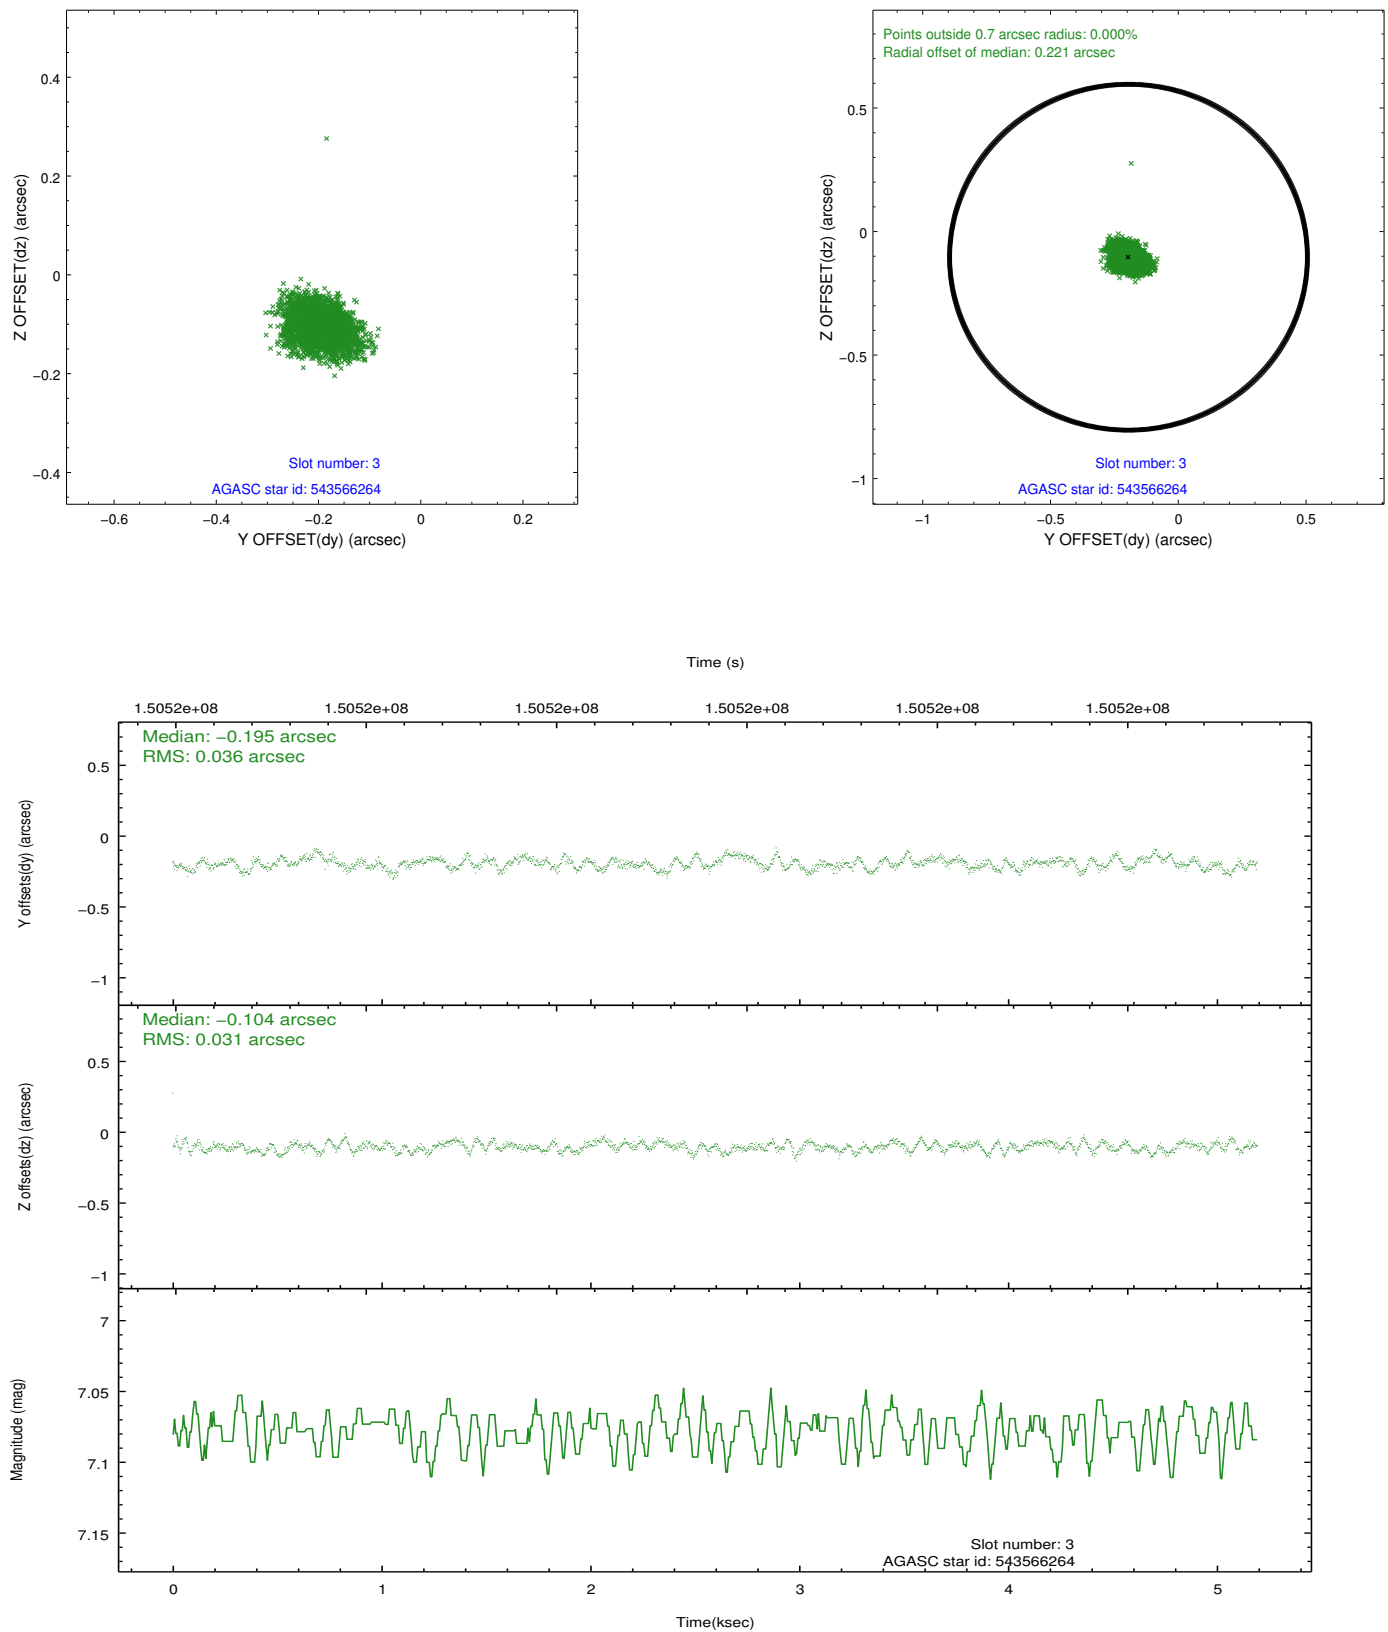 0.4
0.2
0
−0.2
−0.4
Z OFFSET(dz) (arcsec)
Slot number: 3
AGASC star id: 543566264
−0.6 −0.4 −0.2 0 0.2
Y OFFSET(dy) (arcsec)
Points outside 0.7 arcsec radius: 0.000%
Radial offset of median: 0.221 arcsec
0.5
0
−0.5
−1
Z OFFSET(dz) (arcsec)
Slot number: 3
AGASC star id: 543566264
−1 −0.5 0 0.5
Y OFFSET(dy) (arcsec)
Time (s)
1.5052e+08 1.5052e+08 1.5052e+08 1.5052e+08 1.5052e+08 1.5052e+08
Median: −0.195 arcsec
RMS: 0.036 arcsec
0.5
0
−0.5
−1
Y offsets(dy) (arcsec)
Median: −0.104 arcsec
RMS: 0.031 arcsec
0.5
0
−0.5
−1
Z offsets(dz) (arcsec)
7
7.05
7.1
7.15
Magnitude (mag)
Slot number: 3
AGASC star id: 543566264
0 1 2 3 4 5
Time(ksec)